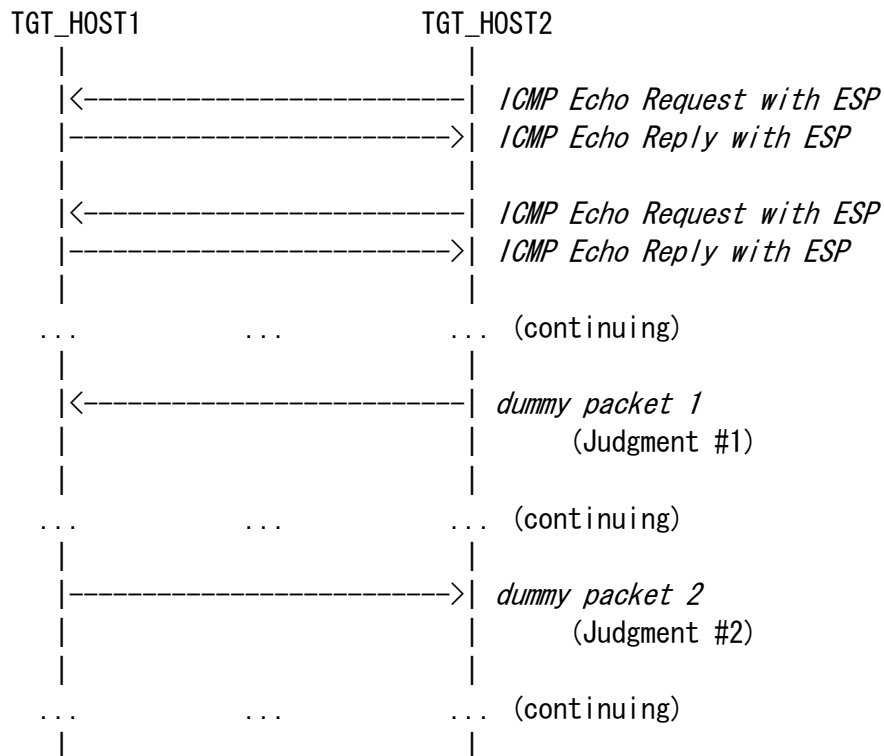 TGT_HOST1 TGT_HOST2
| |
|<---------------------------| ICMP Echo Request with ESP
|--------------------------->| ICMP Echo Reply with ESP
| |
|<---------------------------| ICMP Echo Request with ESP
|--------------------------->| ICMP Echo Reply with ESP
| |
... ... ... (continuing)
| |
|<---------------------------| dummy packet 1
| | (Judgment #1)
| |
... ... ... (continuing)
| |
|--------------------------->| dummy packet 2
| | (Judgment #2)
| |
... ... ... (continuing)
| |